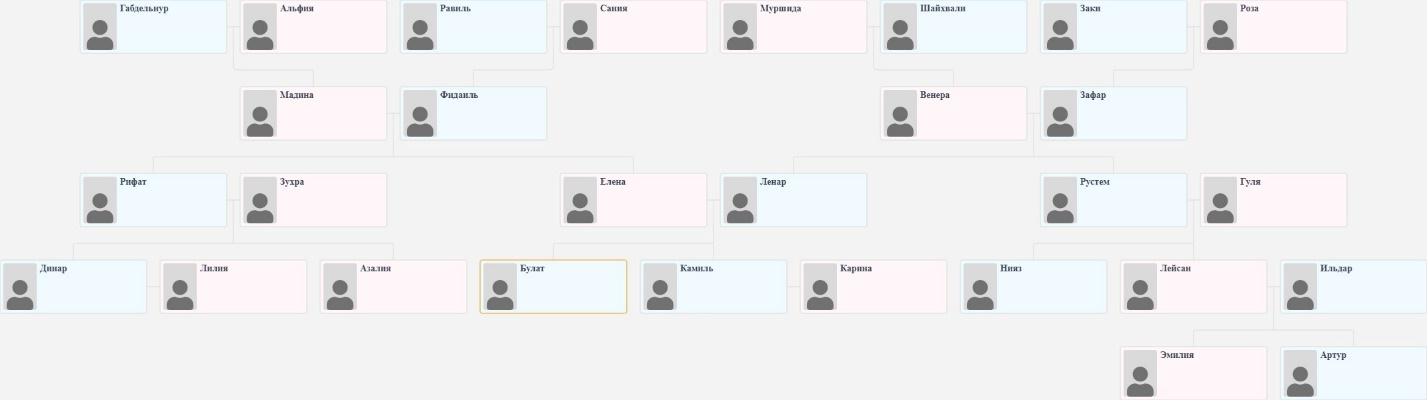 Габдельнур
Альфия
Равиль
Сания
Муршида
Шайхвали
Заки
Роза
Мадина
Фидаиль
Венера
Зафар
Рифат
Зухра
Елена
Ленар
Рустем
Гуля
Динар
Лилия
Азалия
Булат
Камиль
Карина
Нияз
Лейсан
Ильдар
Эмилия
Артур